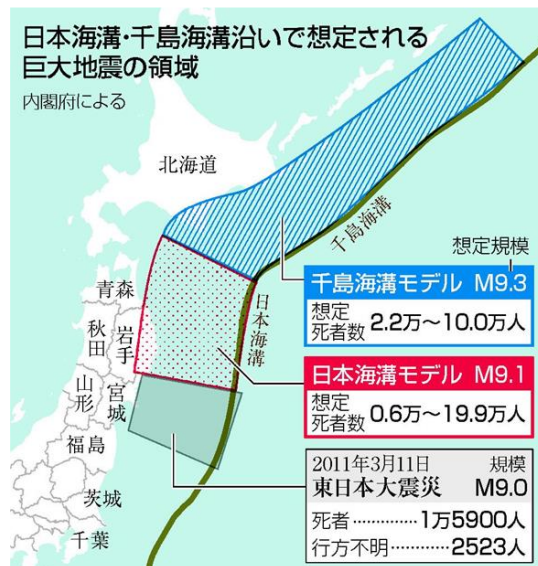 日本海溝・千島海溝沿いで想定される
巨大地震の領域
内閣府による
北海道
千島海溝
想定規模
千島海溝モデル M9.3
想定
死者数 2.2万〜10.0万人
青森
秋田
岩手
日本海溝
日本海溝モデル M9.1
想定
死者数 0.6万〜19.9万人
山形
宮城
福島
茨城
千葉
2011年3月11日 規模
東日本大震災 M9.0
死者…………1万5900人
行方不明………2523人